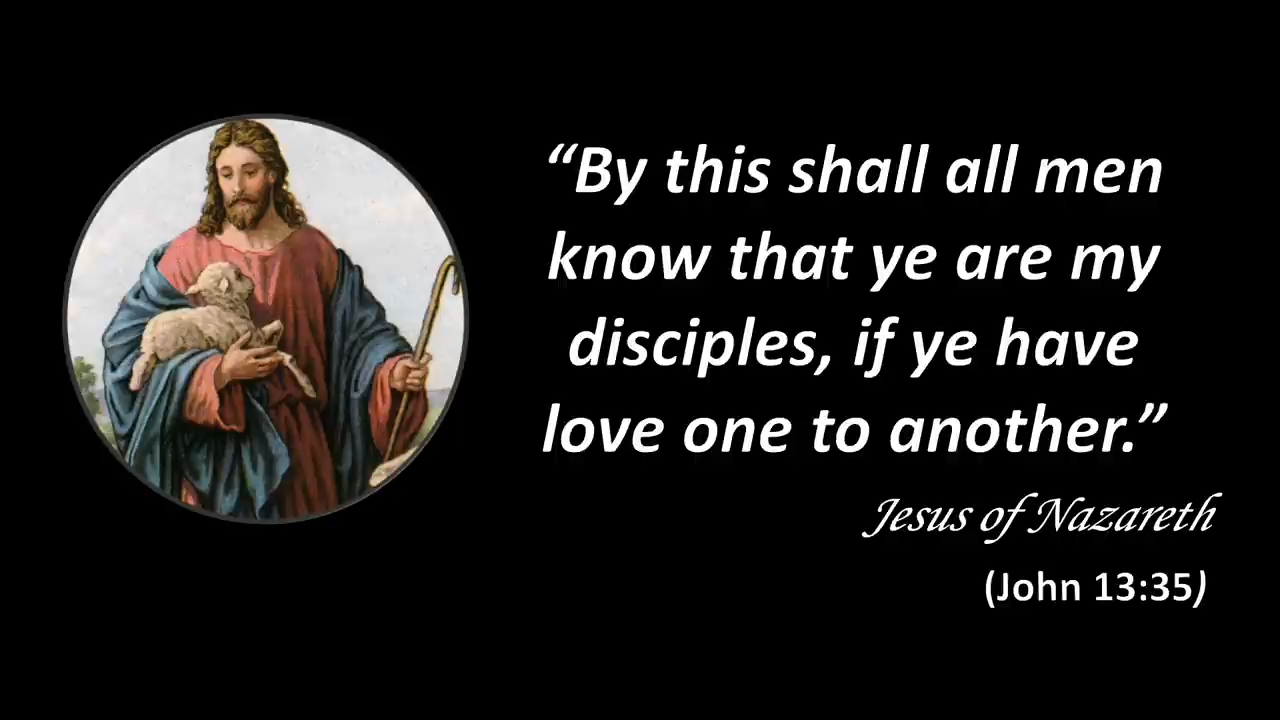 “By this shall all men
know that ye are my
disciples, if ye have
love one to another.”
Jesus of Nazareth
(John 13:35)